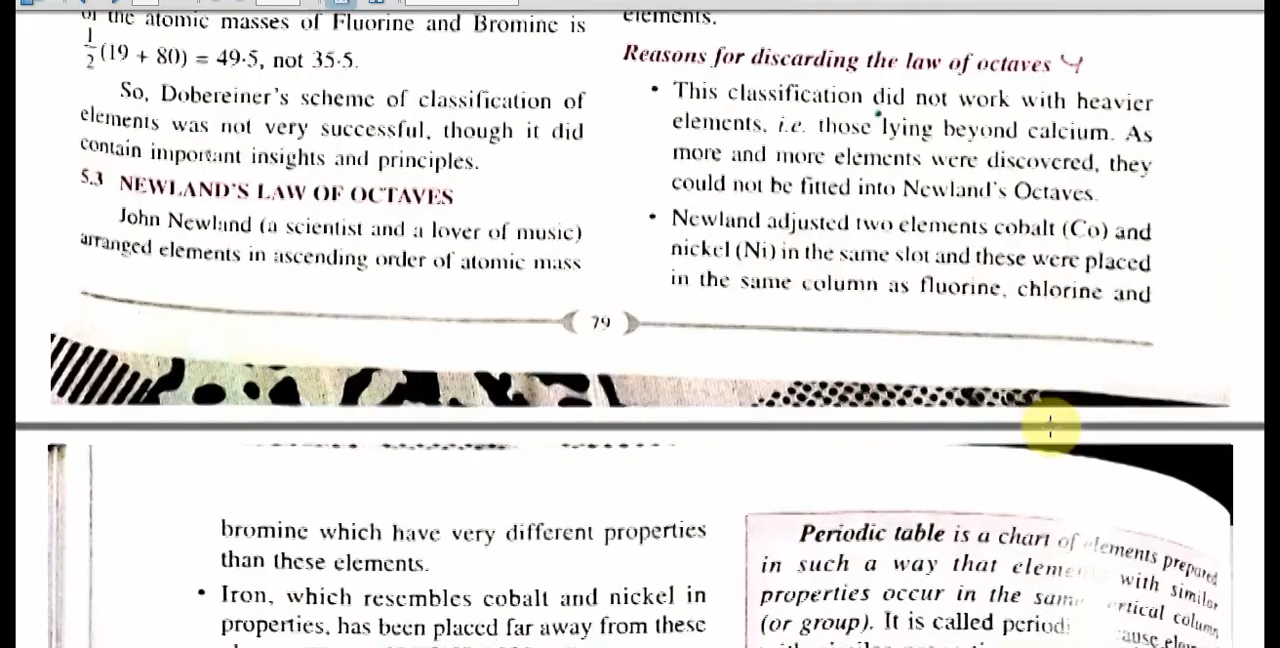 of the atomic masses of Fluorine and Bromine is
1/2 (19 + 80) = 49·5, not 35·5.
So, Dobereiner's scheme of classification of
elements was not very successful, though it did
contain important insights and principles.
5.3 NEWLAND'S LAW OF OCTAVES
John Newland (a scientist and a lover of music)
arranged elements in ascending order of atomic mass
elements.
Reasons for discarding the law of octaves
• This classification did not work with heavier
elements, i.e. those lying beyond calcium. As
more and more elements were discovered, they
could not be fitted into Newland's Octaves.
• Newland adjusted two elements cobalt (Co) and
nickel (Ni) in the same slot and these were placed
in the same column as fluorine, chlorine and
79
bromine which have very different properties
than these elements.
• Iron, which resembles cobalt and nickel in
properties, has been placed far away from these
Periodic table is a chart of elements prepared
in such a way that with similar
properties occur in the same column
(or group). It is called